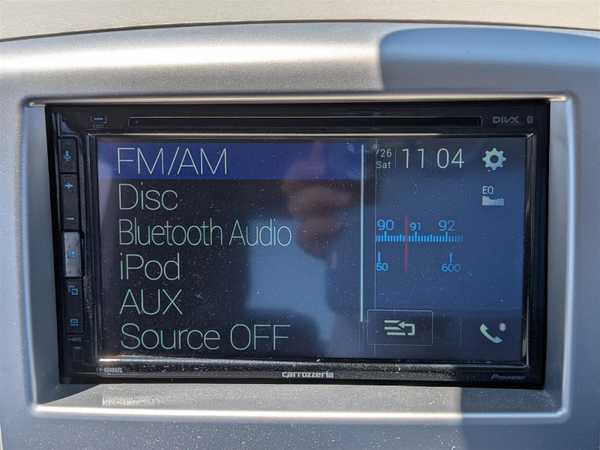 DIVX
FM/AM
Disc
Bluetooth Audio
iPod
AUX
Source OFF
/26
Sat
11 04
EQ
90 91 92
50 600
carrozzeria
Pioneer